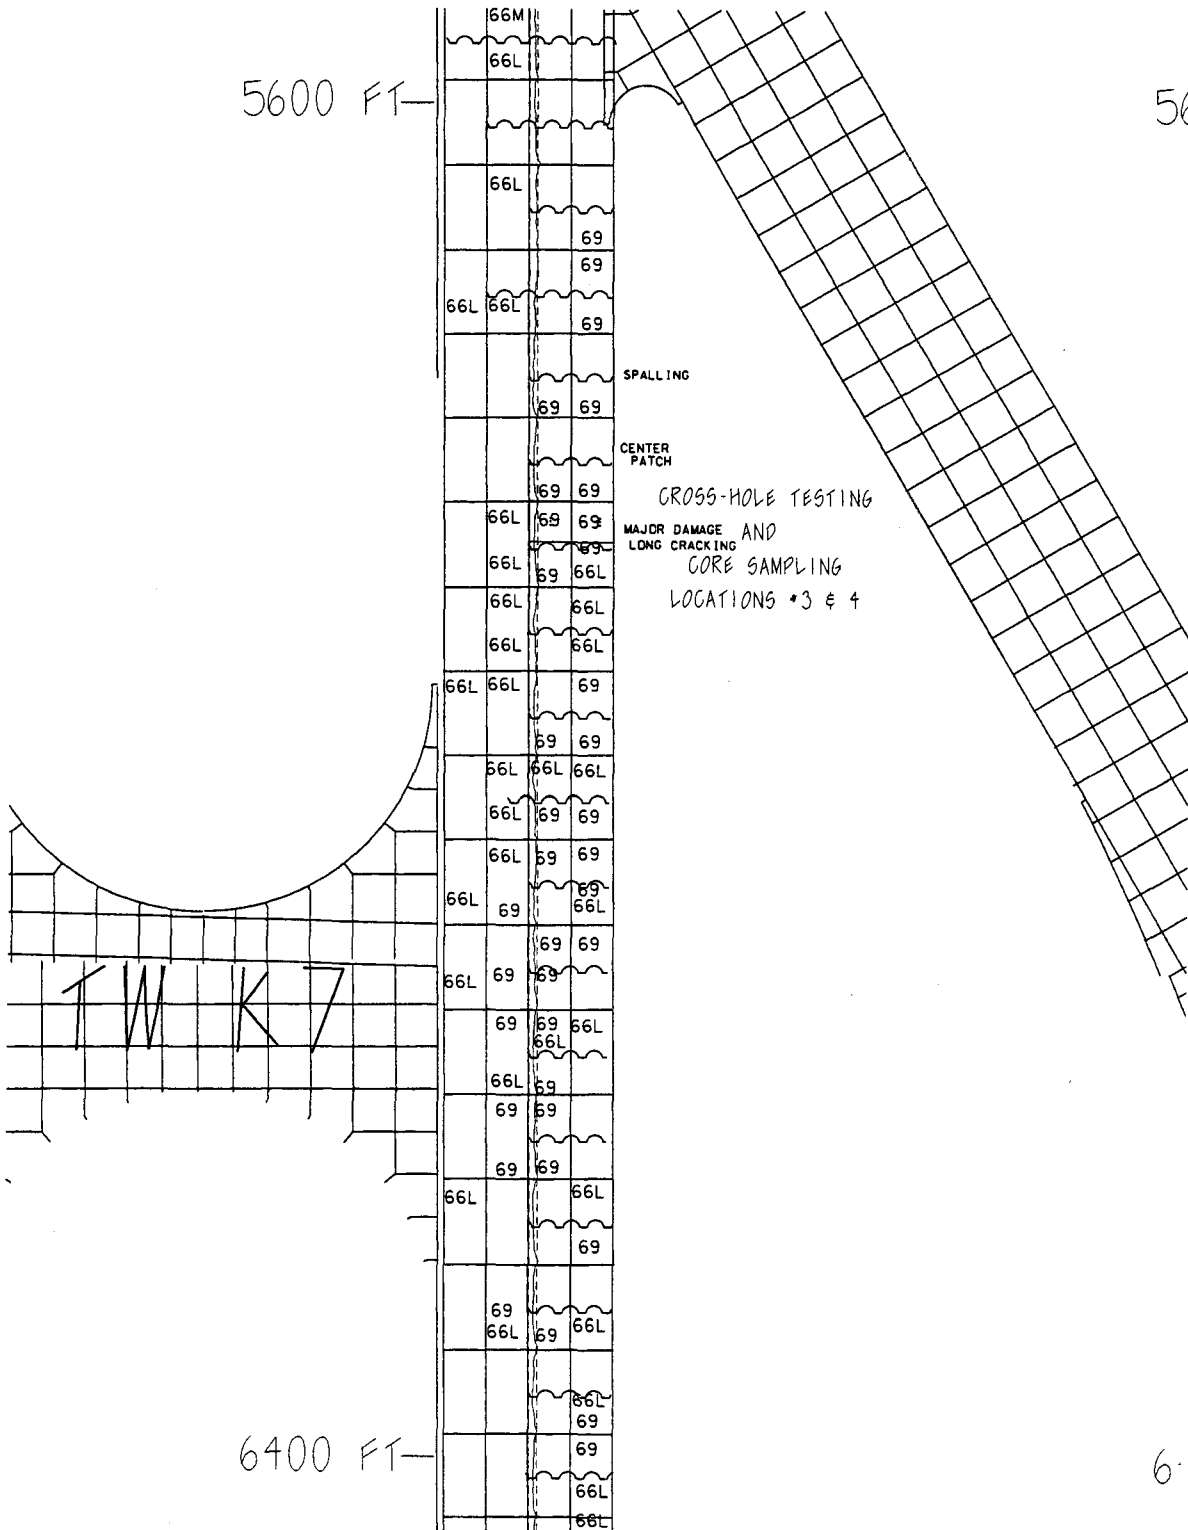 66M
66L
5600 FT
56
66L
69
69
66L 66L
69
SPALLING
69 69
CENTER
PATCH
69 69
CROSS-HOLE TESTING
66L 69 69
MAJOR DAMAGE AND
LONG CRACKING
69
66L 69 66L
CORE SAMPLING
66L 66L
LOCATIONS #3 & 4
66L 66L
66L 66L 69
69 69
66L 66L 66L
66L 69 69
66L 69 69
69
66L 69 66L
69 69
66L 69 69
TW K7
69 69 66L
66L
66L 69
69 69
69 69
66L 66L
69
69
66L 69 66L
66L
69
69
6400 FT
6
66L
66L